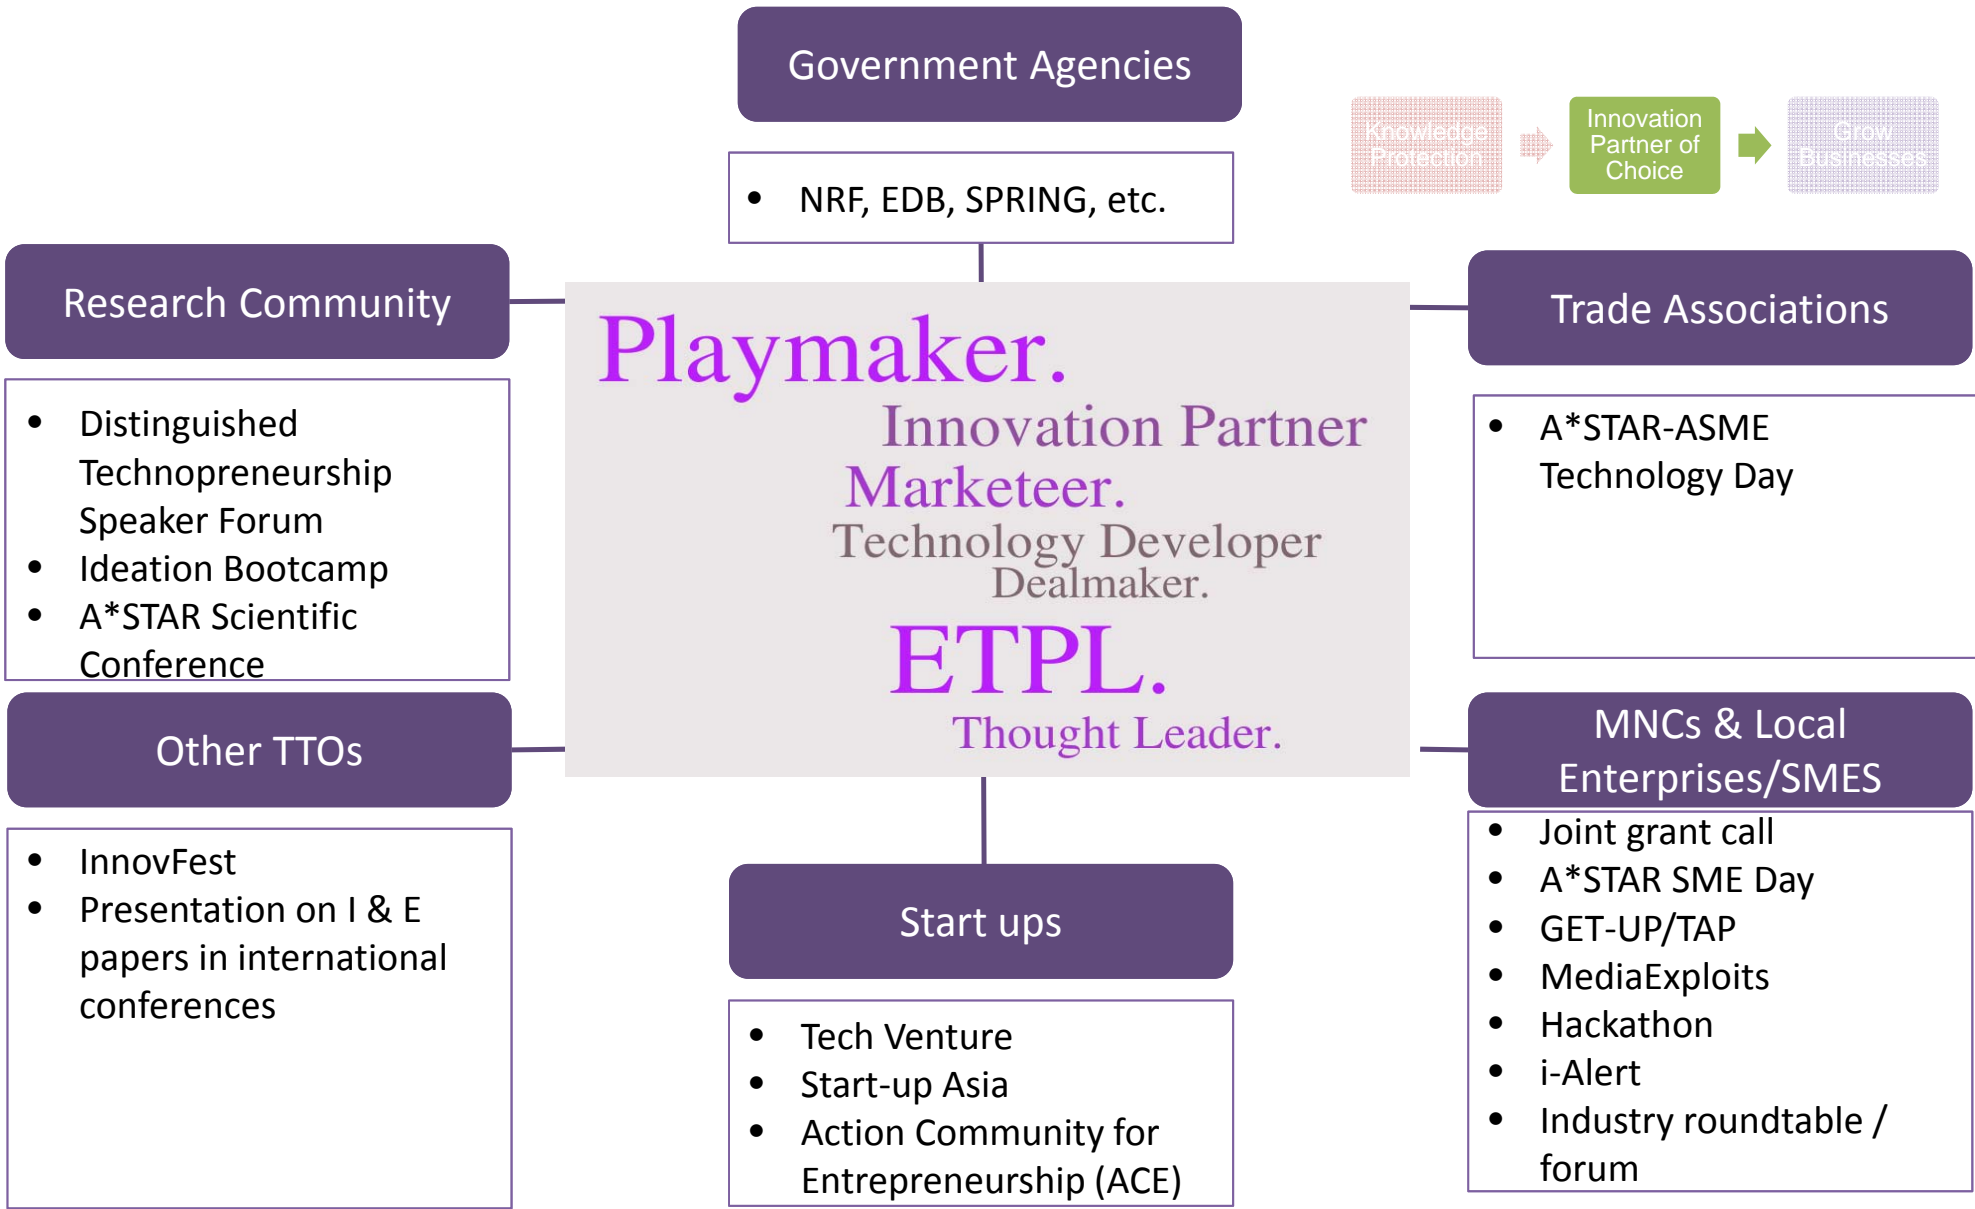 Government Agencies
• NRF, EDB, SPRING, etc.
Knowledge
Protection
Innovation
Partner of
Choice
Grow
Businesses
Research Community
• Distinguished
Technopreneurship
Speaker Forum
• Ideation Bootcamp
• A*STAR Scientific
Conference
Playmaker.
Innovation Partner
Marketeer.
Technology Developer
Dealmaker.
ETPL.
Thought Leader.
Trade Associations
• A*STAR-ASME
Technology Day
Other TTOs
• InnovFest
• Presentation on I & E
papers in international
conferences
Start ups
• Tech Venture
• Start-up Asia
• Action Community for
Entrepreneurship (ACE)
MNCs & Local
Enterprises/SMES
• Joint grant call
• A*STAR SME Day
• GET-UP/TAP
• MediaExploits
• Hackathon
• i-Alert
• Industry roundtable /
forum